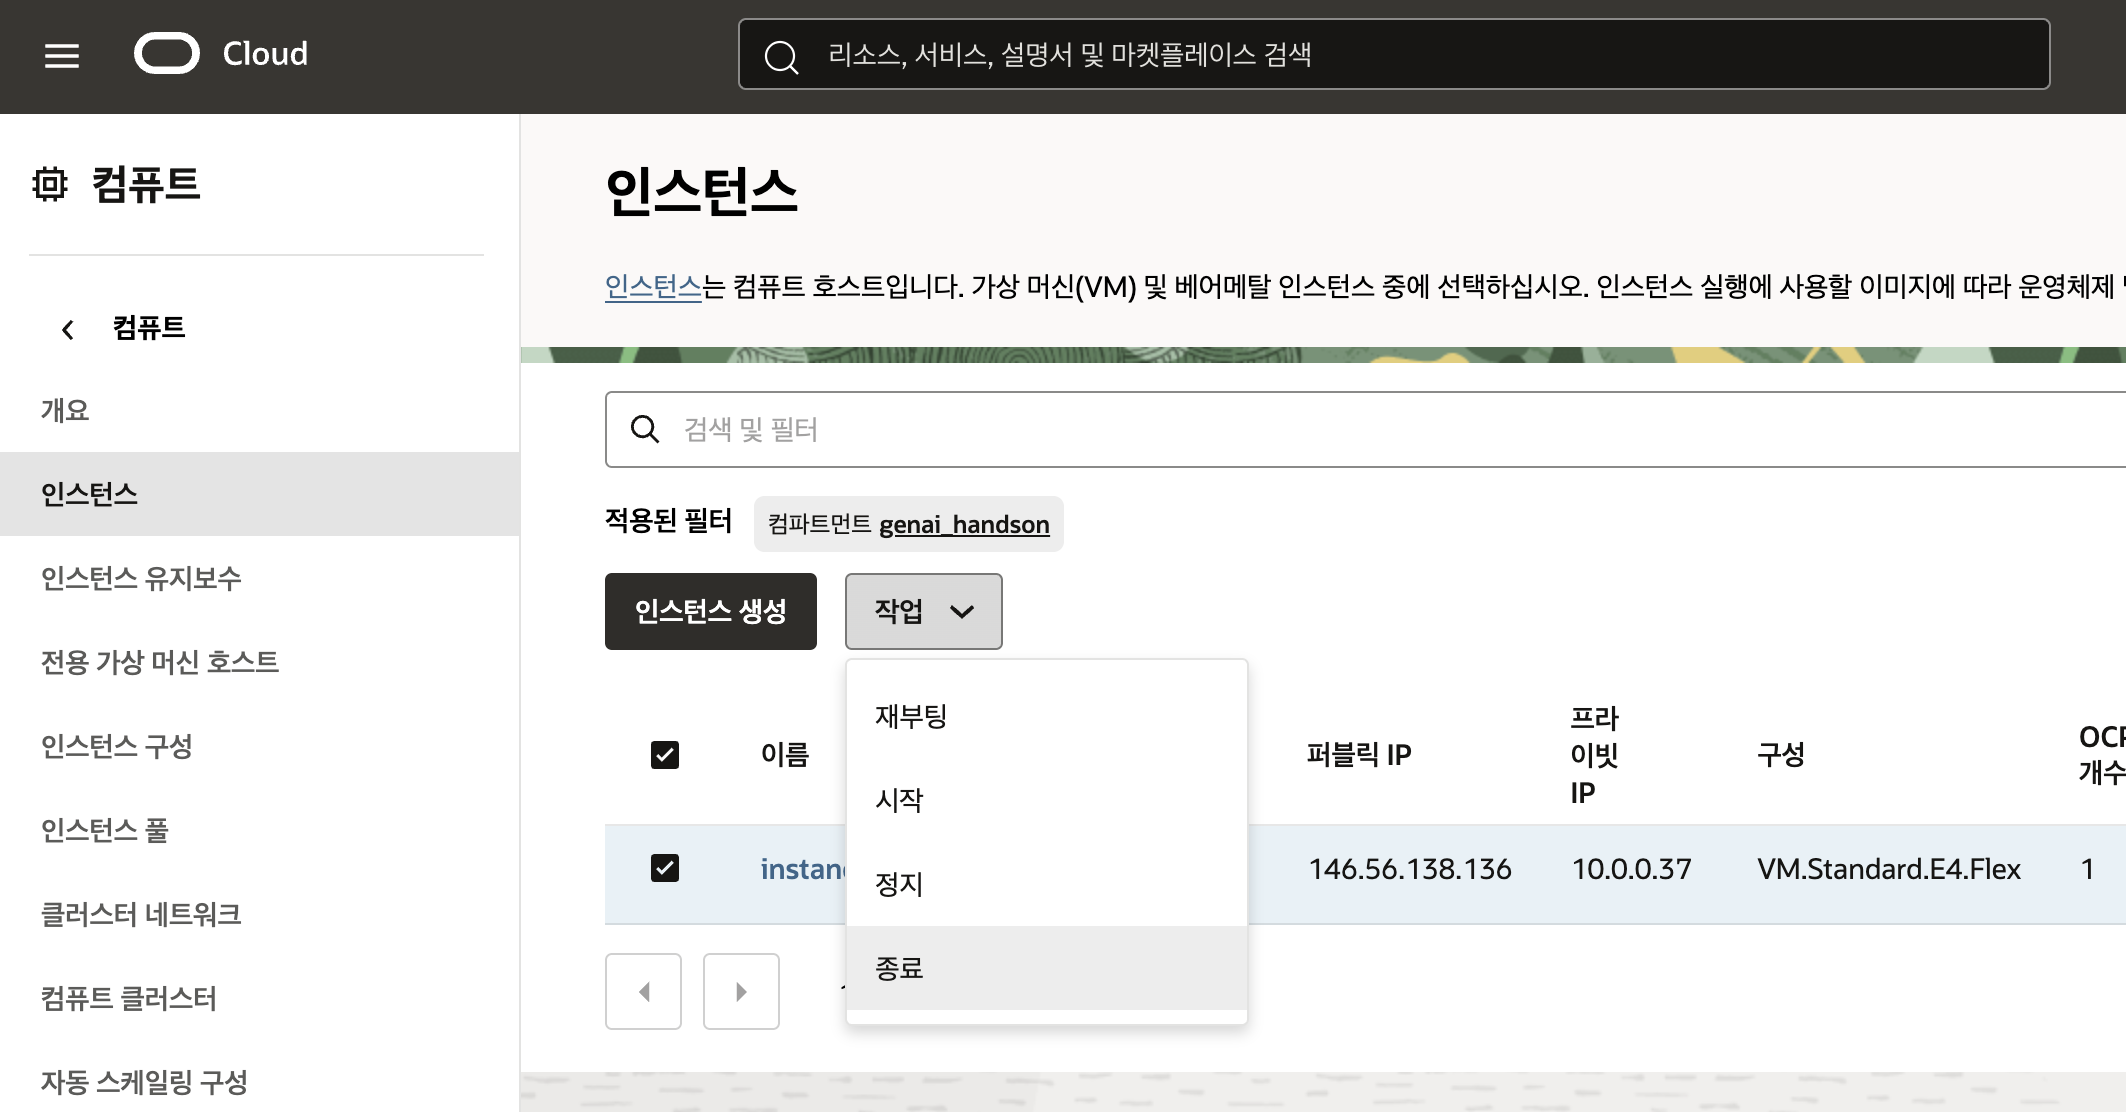 Cloud
리소스, 서비스, 설명서 및 마켓플레이스 검색
컴퓨트
컴퓨트
개요
인스턴스
인스턴스 유지보수
전용 가상 머신 호스트
인스턴스 구성
인스턴스 풀
클러스터 네트워크
컴퓨트 클러스터
자동 스케일링 구성
인스턴스
인스턴스는 컴퓨트 호스트입니다. 가상 머신(VM) 및 베어메탈 인스턴스 중에 선택하십시오. 인스턴스 실행에 사용할 이미지에 따라 운영체제
검색 및 필터
적용된 필터 컴파트먼트 genai_handson
인스턴스 생성 작업
재부팅
시작
정지
종료
이름
퍼블릭 IP
프라
이빗
IP
구성
개수
146.56.138.136 10.0.0.37 VM.Standard.E4.Flex 1